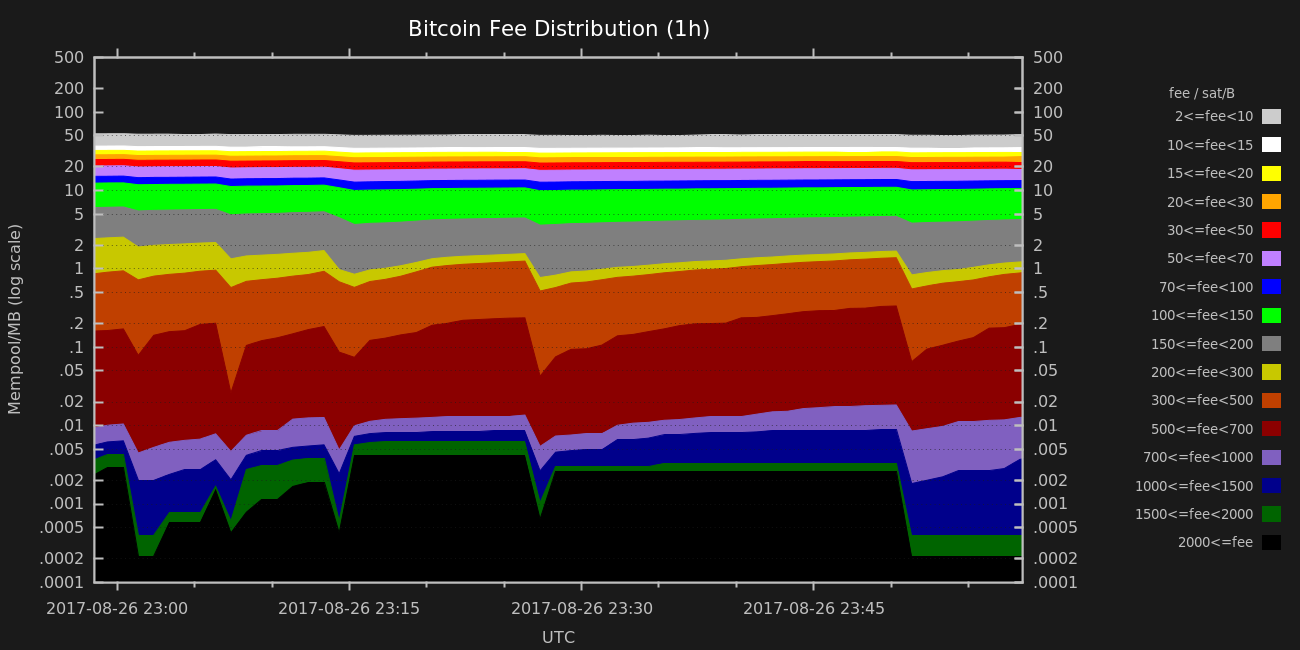 Bitcoin Fee Distribution (1h)
500
200
100
50
20
10
5
2
1
.5
.2
.1
.05
.02
.01
.005
.002
.001
.0005
.0002
.0001
Mempool/MB (log scale)
500
200
100
50
20
10
5
2
1
.5
.2
.1
.05
.02
.01
.005
.002
.001
.0005
.0002
.0001
2017-08-26 23:00 2017-08-26 23:15 2017-08-26 23:30 2017-08-26 23:45
UTC
fee / sat/B
2<=fee<10
10<=fee<15
15<=fee<20
20<=fee<30
30<=fee<50
50<=fee<70
70<=fee<100
100<=fee<150
150<=fee<200
200<=fee<300
300<=fee<500
500<=fee<700
700<=fee<1000
1000<=fee<1500
1500<=fee<2000
2000<=fee